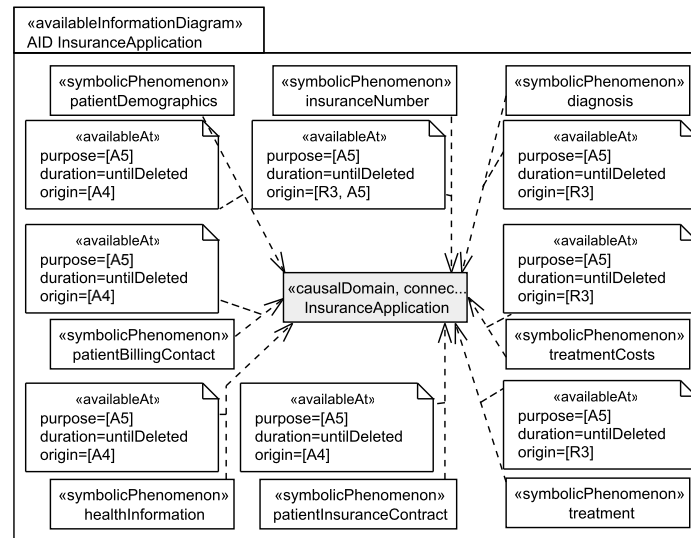 «availableInformationDiagram»
AID InsuranceApplication
«symbolicPhenomenon»
patientDemographics
«symbolicPhenomenon»
insuranceNumber
«symbolicPhenomenon»
diagnosis
«availableAt»
purpose=[A5]
duration=untilDeleted
origin=[A4]
«availableAt»
purpose=[A5]
duration=untilDeleted
origin=[R3, A5]
«availableAt»
purpose=[A5]
duration=untilDeleted
origin=[R3]
«availableAt»
purpose=[A5]
duration=untilDeleted
origin=[A4]
«causalDomain, connec...
InsuranceApplication
«availableAt»
purpose=[A5]
duration=untilDeleted
origin=[R3]
«symbolicPhenomenon»
patientBillingContact
«symbolicPhenomenon»
treatmentCosts
«availableAt»
purpose=[A5]
duration=untilDeleted
origin=[A4]
«availableAt»
purpose=[A5]
duration=untilDeleted
origin=[A4]
«availableAt»
purpose=[A5]
duration=untilDeleted
origin=[R3]
«symbolicPhenomenon»
healthInformation
«symbolicPhenomenon»
patientInsuranceContract
«symbolicPhenomenon»
treatment